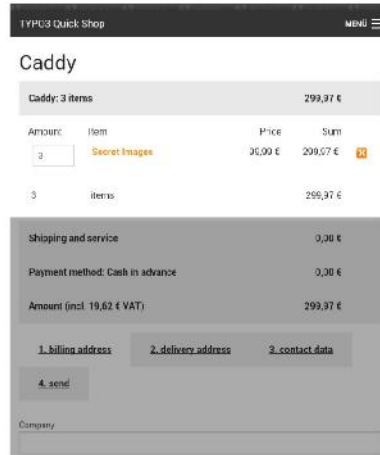 TYPO3 Quick Shop MENÜ
Caddy
Caddy: 3 items 299,97 €
Amount Item Price Sum
3 Secret Images 99,99 € 299,97 €
3 items 299,97 €
Shipping and service 0,00 €
Payment method: Cash in advance 0,00 €
Amount (incl. 19,62 € VAT) 299,97 €
1. billing address 2. delivery address 3. contact data
4. send
Company